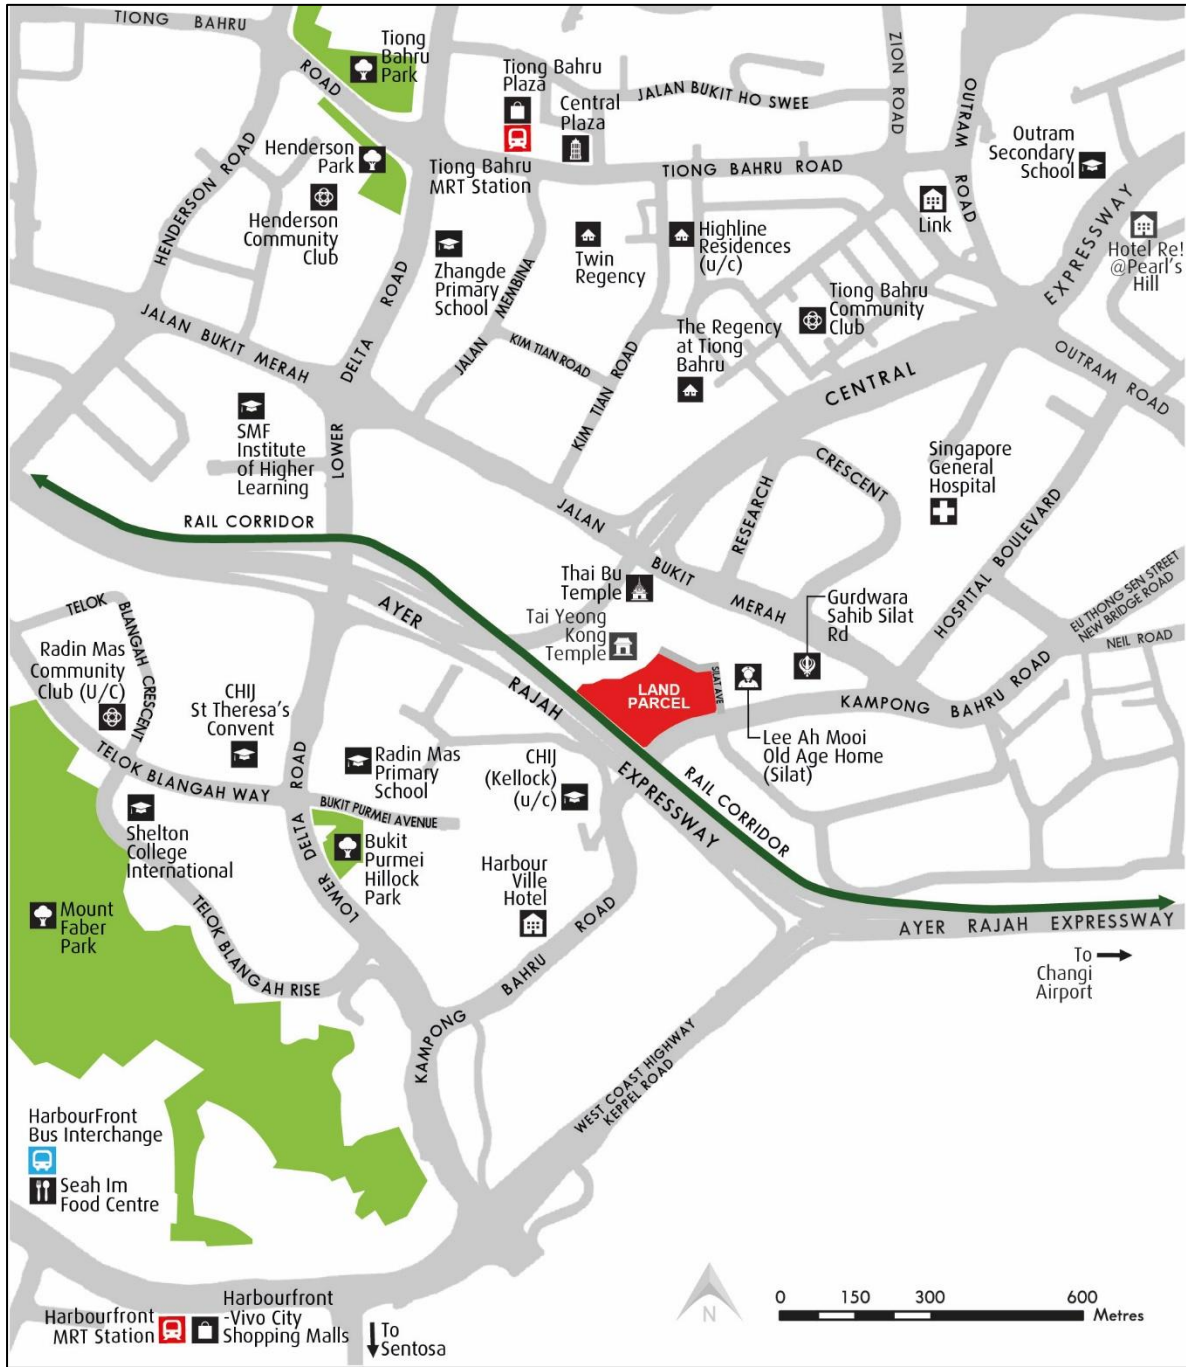 TIONG BAHRU
ROAD
Tiong
Bahru
Park
Tiong Bahru
Plaza
Central
Plaza
JALAN BUKIT HO SWEE
ZION ROAD
OUTRAM ROAD
Outram
Secondary
School
HENDERSON ROAD
Henderson
Park
Tiong Bahru
MRT Station
TIONG BAHRU ROAD
EXPRESSWAY
Henderson
Community
Club
Zhangde
Primary
School
Twin
Regency
Highline
Residences
(u/c)
Link
Hotel Re!
@Pearl's
Hill
JALAN MEMBINA
Tiong Bahru
Community
Club
JALAN BUKIT MERAH
DELTA ROAD
KIM TIAN ROAD
The Regency
at Tiong
Bahru
KIM TIAN ROAD
CENTRAL
OUTRAM ROAD
SMF
Institute
of Higher
Learning
LOWER
Singapore
General
Hospital
RESEARCH
CRESCENT
RAIL CORRIDOR
JALAN
BUKIT
MERAH
HOSPITAL BOULEVARD
EU THONG SEN STREET
NEW BRIDGE ROAD
NEIL ROAD
Thai Bu
Temple
Tai Yeong
Kong
Temple
Gurdwara
Sahib Silat
Rd
TELOK
BLANGAH CRESCENT
AYER
RAJAH
EXPRESSWAY
LAND
PARCEL
SILAT AVE
KAMPONG BAHRU ROAD
Radin Mas
Community
Club (U/C)
CHIJ
St Theresa's
Convent
ROAD
Radin Mas
Primary
School
CHIJ
(Kellock)
(u/c)
Lee Ah Mooi
Old Age Home
(Silat)
RAIL CORRIDOR
TELOK BLANGAH WAY
BUKIT PURMEI AVENUE
Shelton
College
International
LOWER DELTA
Bukit
Purmei
Hillock
Park
Harbour
Ville
Hotel
Mount
Faber
Park
TELOK BLANGAH RISE
KAMPONG BAHRU ROAD
AYER RAJAH EXPRESSWAY
To
Changi
Airport
WEST COAST HIGHWAY
KEPPEL ROAD
HarbourFront
Bus Interchange
Seah Im
Food Centre
Harbourfront
MRT Station
Harbourfront
-Vivo City
Shopping Malls
To
Sentosa
N
0 150 300 600
Metres